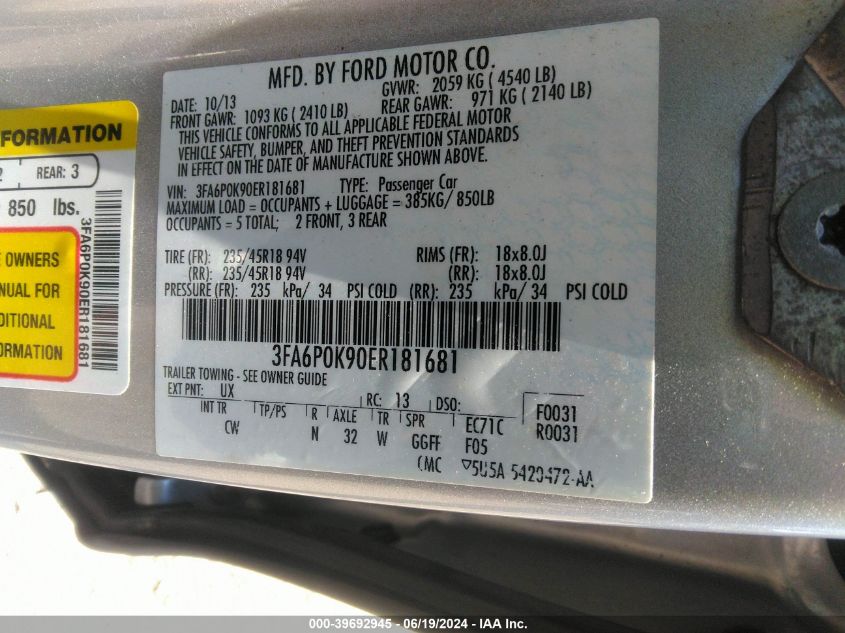 MFD. BY FORD MOTOR CO.
DATE: 10/13 GVWR: 2059 KG ( 4540 LB)
FRONT GAWR: 1093 KG ( 2410 LB) REAR GAWR: 971 KG ( 2140 LB)
THIS VEHICLE CONFORMS TO ALL APPLICABLE FEDERAL MOTOR
VEHICLE SAFETY, BUMPER, AND THEFT PREVENTION STANDARDS
IN EFFECT ON THE DATE OF MANUFACTURE SHOWN ABOVE.
VIN: 3FA6P0K90ER181681 TYPE: Passenger Car
MAXIMUM LOAD = OCCUPANTS + LUGGAGE = 385KG/ 850LB
OCCUPANTS = 5 TOTAL; 2 FRONT, 3 REAR
TIRE (FR): 235/45R18 94V RIMS (FR): 18x8.0J
(RR): 235/45R18 94V (RR): 18x8.0J
PRESSURE (FR): 235 kPa/ 34 PSI COLD (RR): 235 kPa/ 34 PSI COLD
3FA6P0K90ER181681
TRAILER TOWING - SEE OWNER GUIDE
EXT PNT: UX RC: 13 DSO: F0031
INT TR TP/PS R AXLE TR SPR EC71C R0031
CW N 32 W GGFF F05
(MC ▽5U5A-5420472-AA
FORMATION
2 REAR: 3
850 lbs.
E OWNERS
NUAL FOR
DITIONAL
ORMATION
3FA6P0K90ER181681
000-39692945 - 06/19/2024 - IAA Inc.